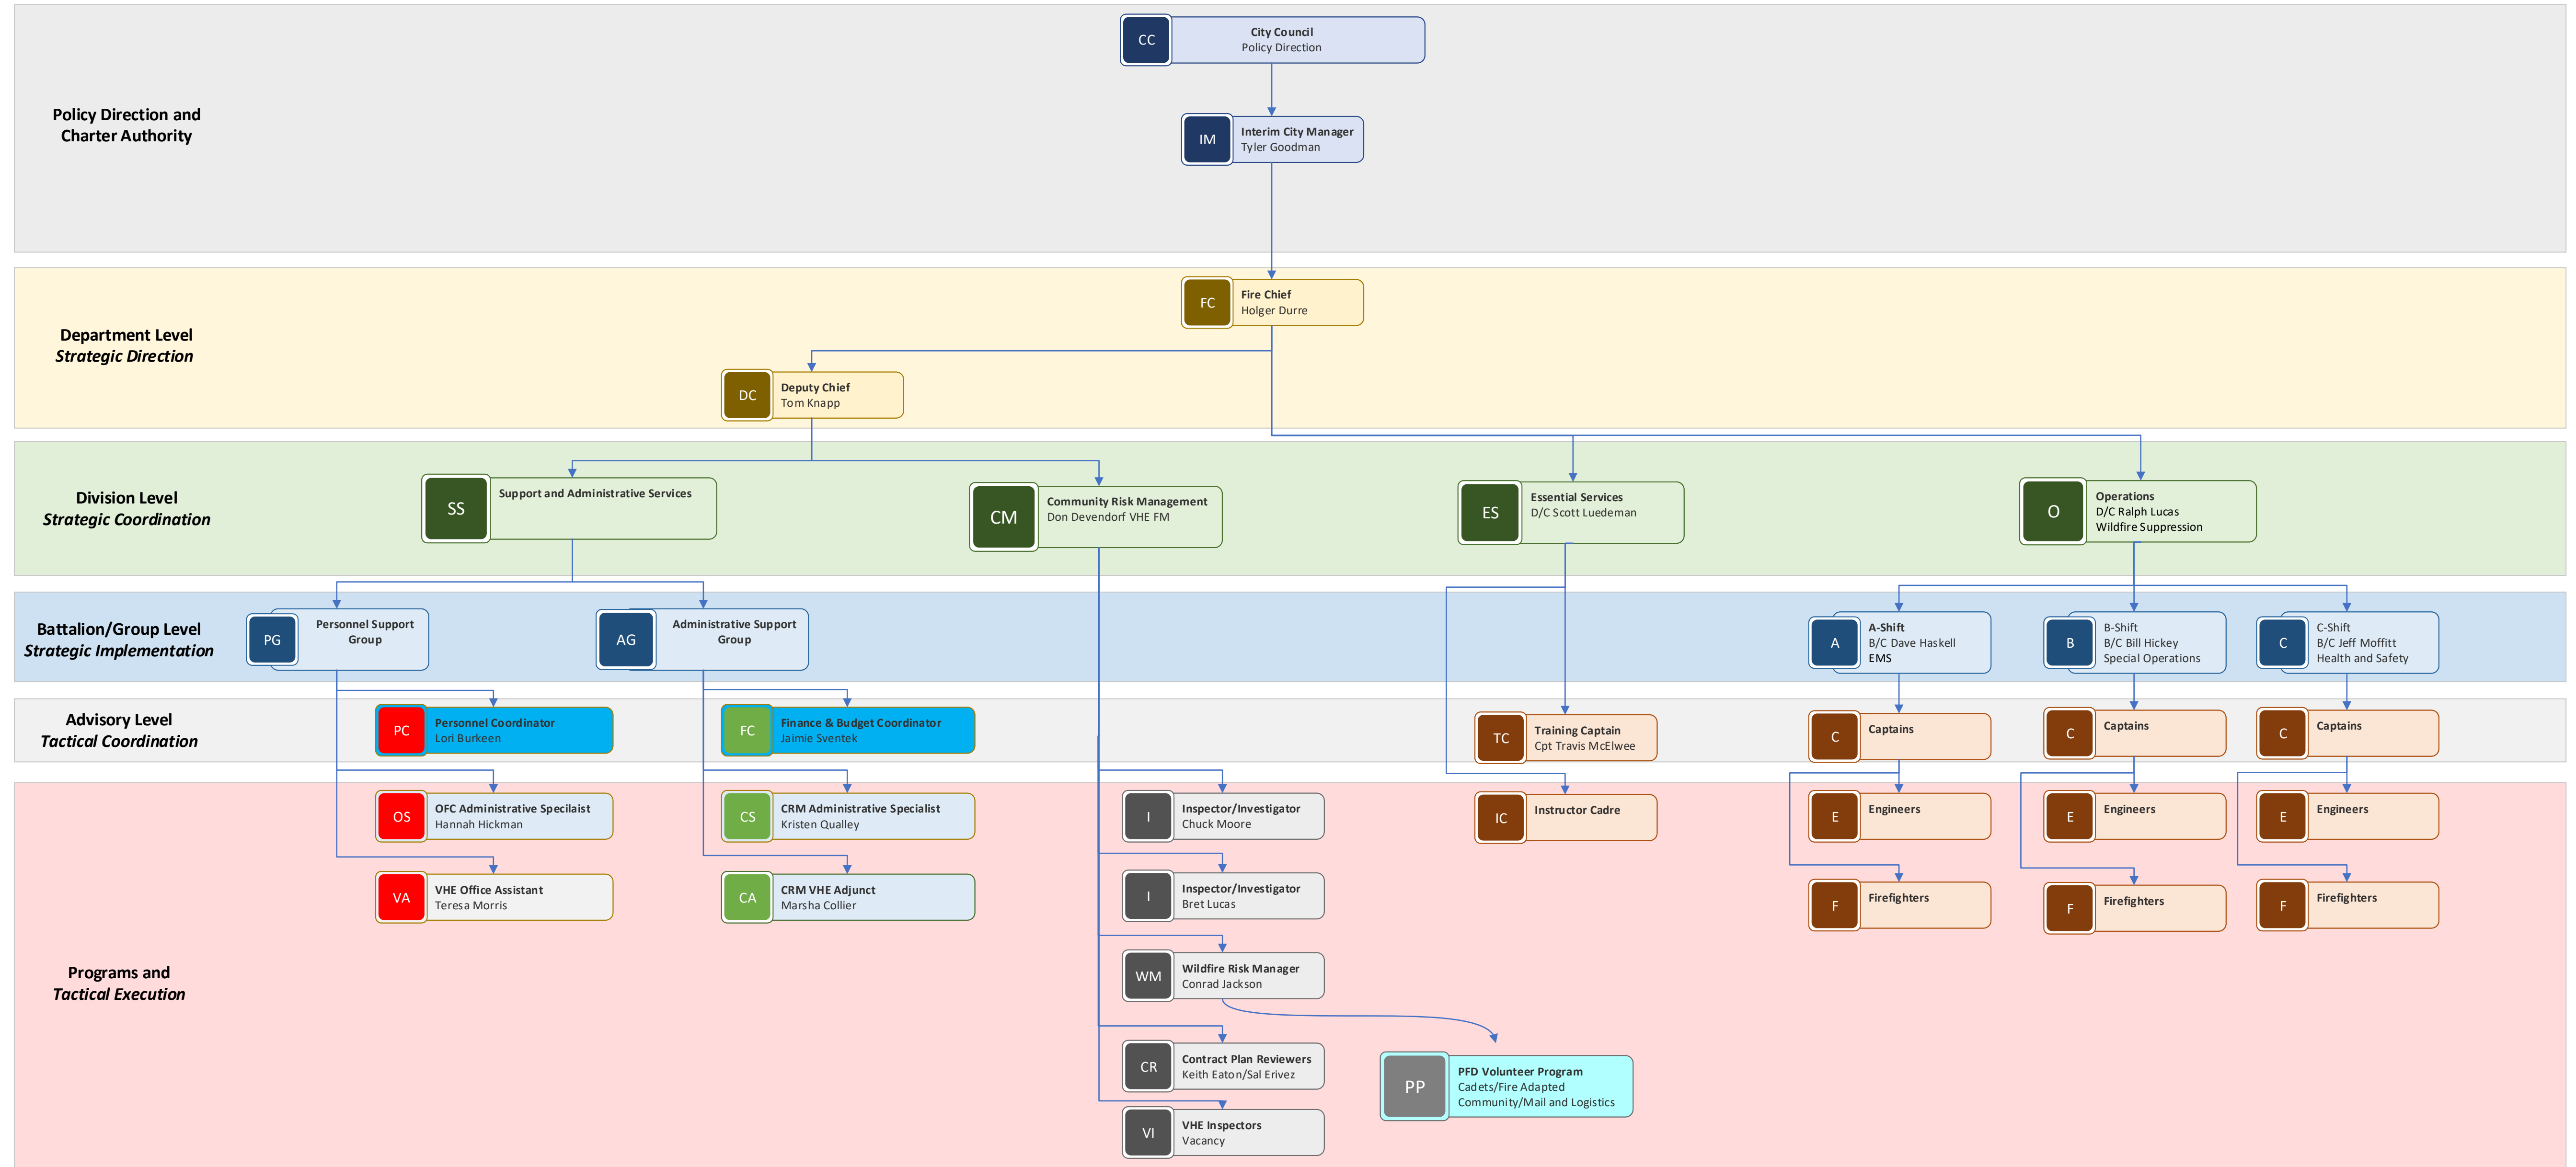 CC
City Council
Policy Direction
Policy Direction and
Charter Authority
IM
Interim City Manager
Tyler Goodman
FC
Fire Chief
Holger Durre
Department Level
Strategic Direction
DC
Deputy Chief
Tom Knapp
Division Level
Strategic Coordination
SS
Support and Administrative Services
CM
Community Risk Management
Don Devendorf VHE FM
ES
Essential Services
D/C Scott Luedeman
O
Operations
D/C Ralph Lucas
Wildfire Suppression
Battalion/Group Level
Strategic Implementation
PG
Personnel Support
Group
AG
Administrative Support
Group
A
A-Shift
B/C Dave Haskell
EMS
B
B-Shift
B/C Bill Hickey
Special Operations
C
C-Shift
B/C Jeff Moffitt
Health and Safety
Advisory Level
Tactical Coordination
PC
Personnel Coordinator
Lori Burkeen
FC
Finance & Budget Coordinator
Jaimie Sventek
TC
Training Captain
Cpt Travis McElwee
C
Captains
C
Captains
C
Captains
OS
OFC Administrative Specilaist
Hannah Hickman
CS
CRM Administrative Specialist
Kristen Qualley
I
Inspector/Investigator
Chuck Moore
IC
Instructor Cadre
E
Engineers
E
Engineers
E
Engineers
VA
VHE Office Assistant
Teresa Morris
CA
CRM VHE Adjunct
Marsha Collier
I
Inspector/Investigator
Bret Lucas
F
Firefighters
F
Firefighters
F
Firefighters
Programs and
Tactical Execution
WM
Wildfire Risk Manager
Conrad Jackson
CR
Contract Plan Reviewers
Keith Eaton/Sal Erivez
PP
PFD Volunteer Program
Cadets/Fire Adapted
Community/Mail and Logistics
VI
VHE Inspectors
Vacancy